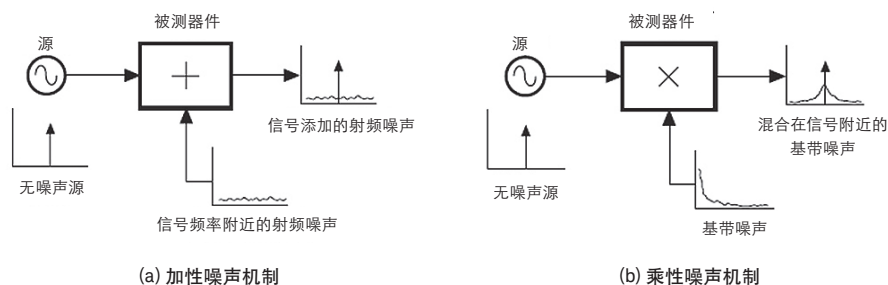 被测器件
源
+
信号添加的射频噪声
无噪声源
信号频率附近的射频噪声
(a) 加性噪声机制
被测器件
源
×
混合在信号附近的
基带噪声
无噪声源
基带噪声
(b) 乘性噪声机制